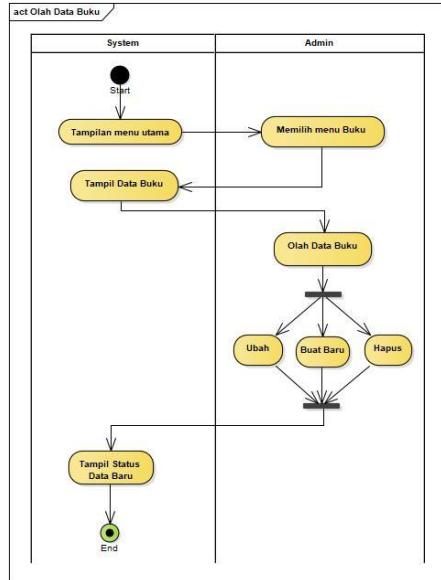 act Olah Data Buku
System
Admin
Start
Tampilan menu utama
Memilih menu Buku
Tampil Data Buku
Olah Data Buku
Ubah
Buat Baru
Hapus
Tampil Status
Data Baru
End